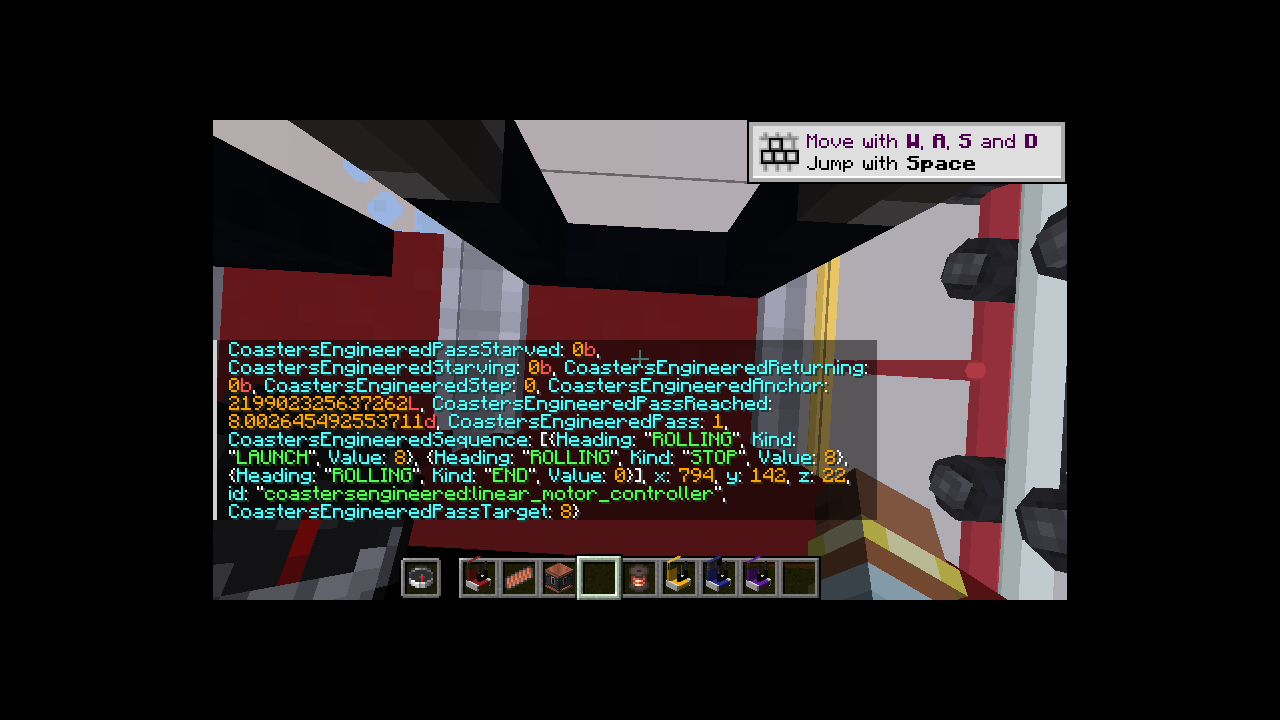 Move with W, A, S and D
Jump with Space
CoastersEngineeredPassStarved: 0b,
CoastersEngineeredStarving: 0b, CoastersEngineeredReturning:
0b, CoastersEngineeredStep: 0, CoastersEngineeredAnchor:
219902325637262L, CoastersEngineeredPassReached:
8.002645492553711d, CoastersEngineeredPass: 1,
CoastersEngineeredSequence: [{Heading: "ROLLING", Kind:
"LAUNCH", Value: 8}, {Heading: "ROLLING", Kind: "STOP", Value: 8},
{Heading: "ROLLING", Kind: "END", Value: 0}], x: 794, y: 142, z: 22,
id: "coastersengineered:linear_motor_controller",
CoastersEngineeredPassTarget: 8}